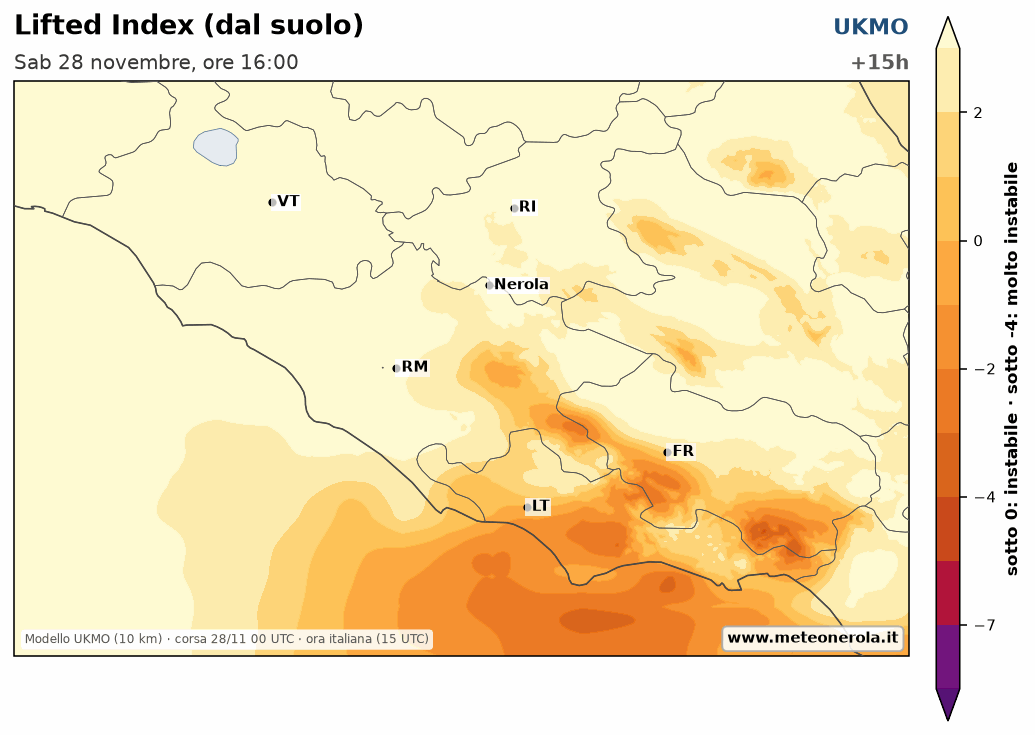 Lifted Index (dal suolo)
UKMO
Sab 28 novembre, ore 16:00
+15h
VT
RI
Nerola
RM
FR
LT
2
0
−2
−4
−7
sotto 0: instabile · sotto -4: molto instabile
Modello UKMO (10 km) · corsa 28/11 00 UTC · ora italiana (15 UTC)
www.meteonerola.it